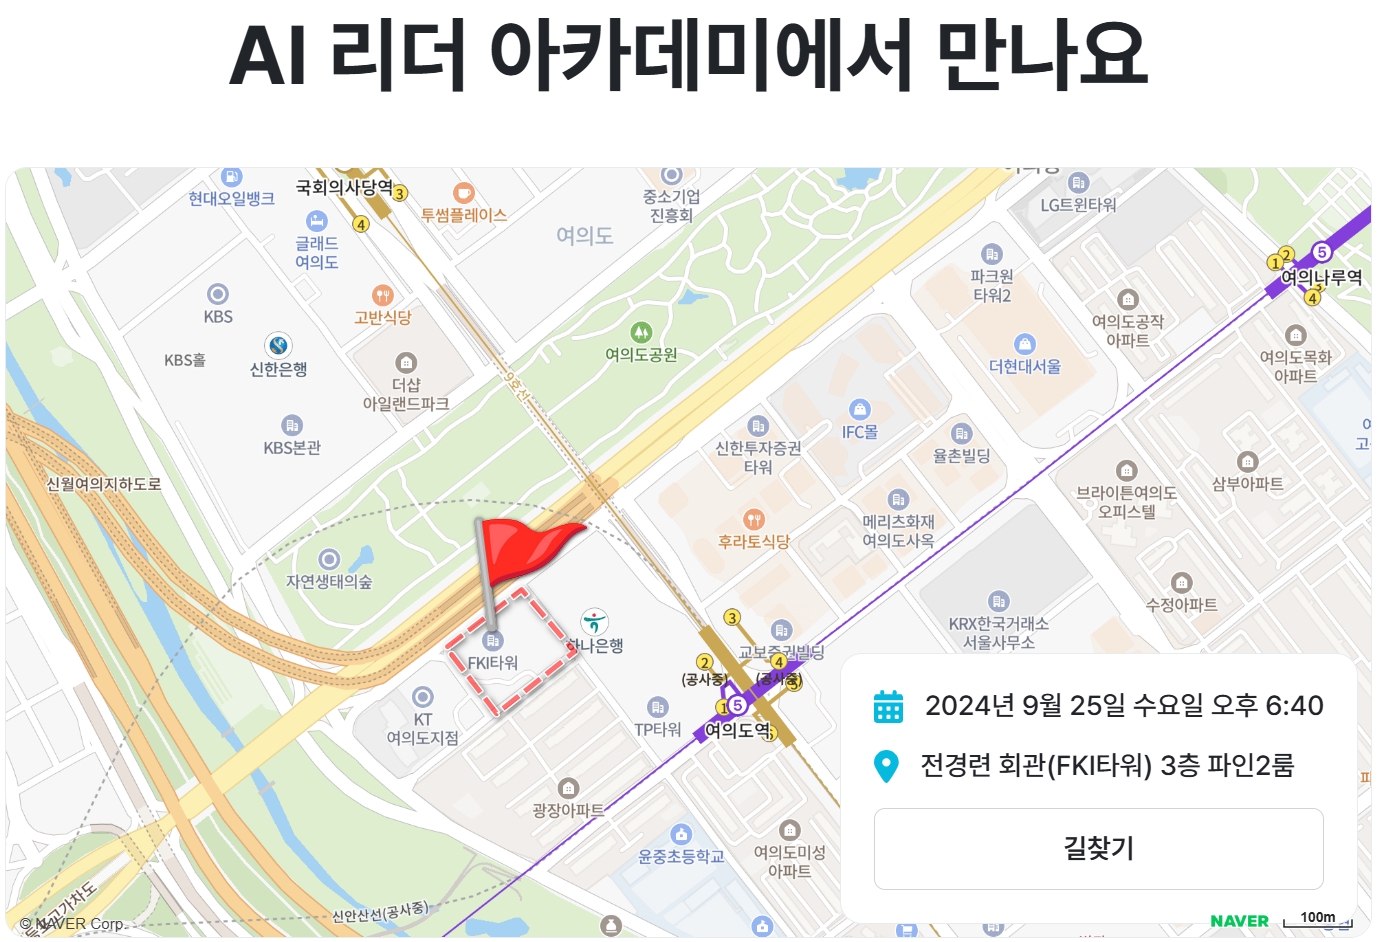 AI 리더 아카데미에서 만나요
국회의사당역
3
4
현대오일뱅크
투썸플레이스
중소기업
진흥회
LG트윈타워
글래드
여의도
여의도
파크원
타워2
1
2
5
여의나루역
3
4
KBS
고반식당
여의도공원
여의도공작
아파트
KBS홀
신한은행
더샵
아일랜드파크
9호선
더현대서울
여의도목화
아파트
KBS본관
신한투자증권
타워
IFC몰
율촌빌딩
신월여의지하도로
브라이튼여의도
오피스텔
삼부아파트
후라토식당
메리츠화재
여의도사옥
자연생태의숲
수정아파트
KRX한국거래소
서울사무소
FKI타워
하나은행
3
교보증권빌딩
2
(공사중)
4
(공사중)
5
1
5
여의도역
KT
여의도지점
TP타워
광장아파트
윤중초등학교
여의도미성
아파트
신안산선(공사중)
2024년 9월 25일 수요일 오후 6:40
전경련 회관(FKI타워) 3층 파인2룸
길찾기
© NAVER Corp.
NAVER
100m